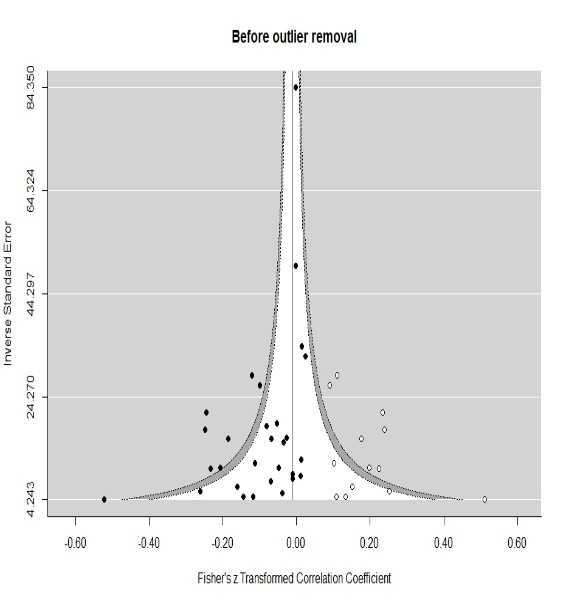 Before outlier removal
Inverse Standard Error
84.350
64.324
44.297
24.270
4.243
-0.60 -0.40 -0.20 0.00 0.20 0.40 0.60
Fisher's z Transformed Correlation Coefficient